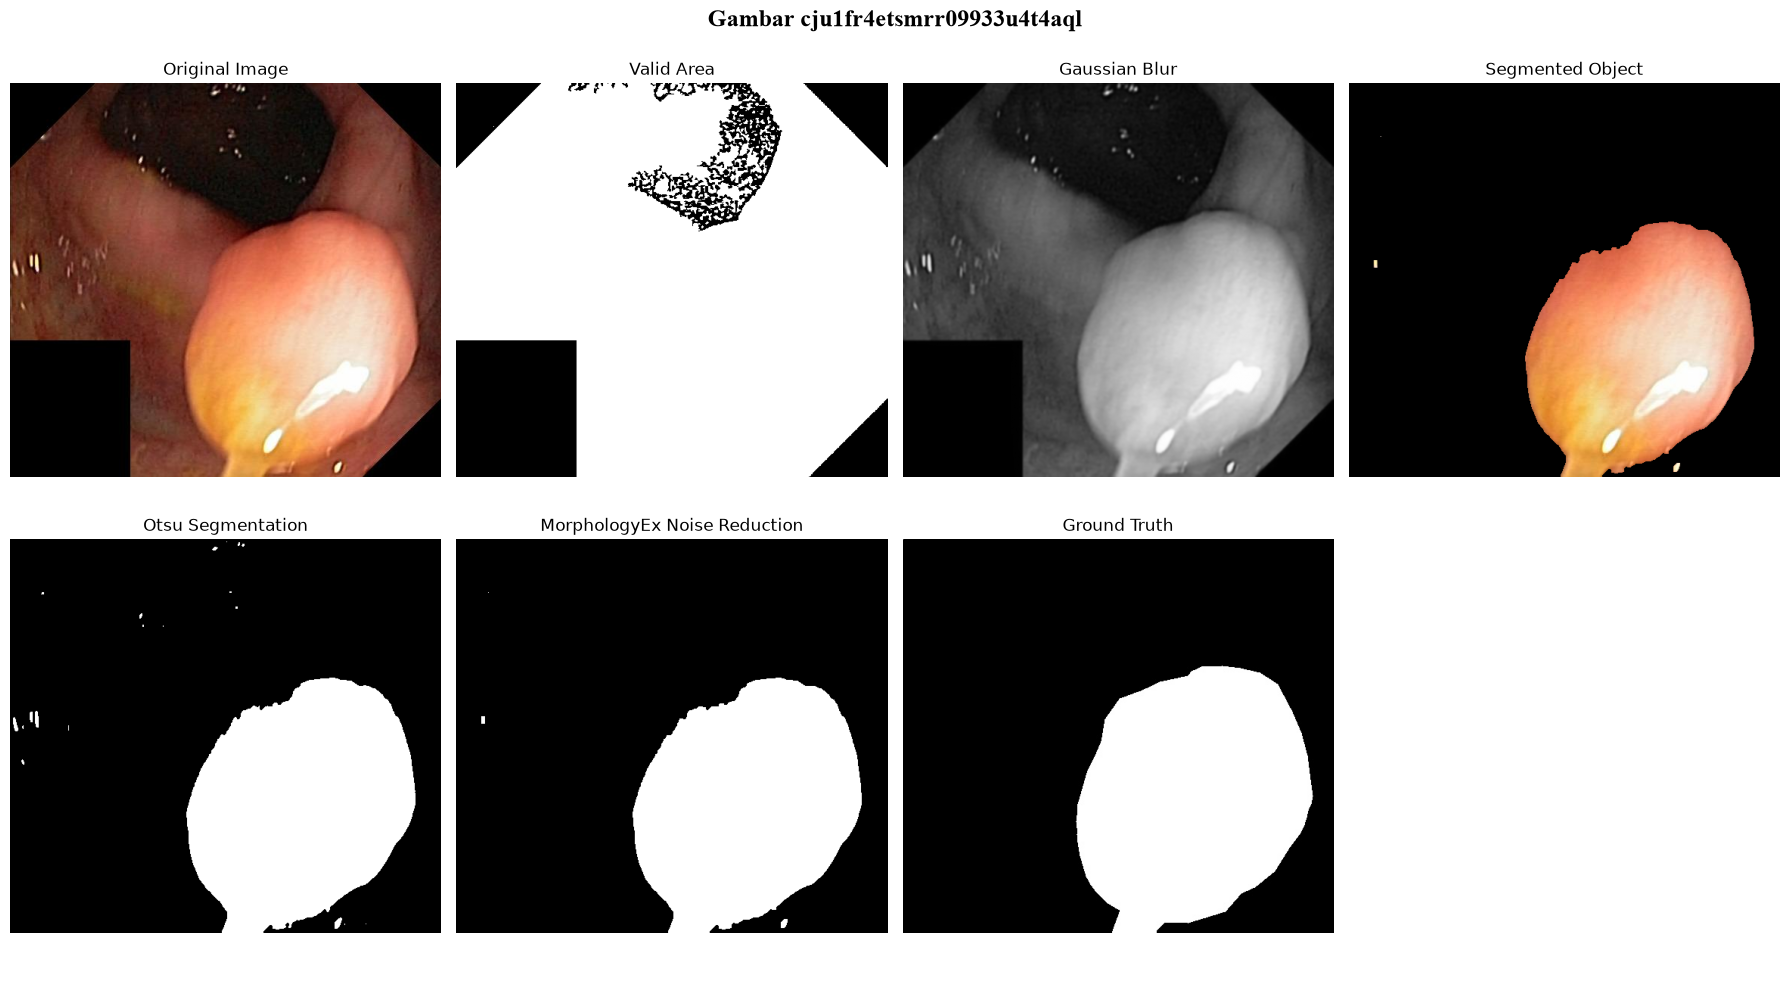 Gambar cju1fr4etsmrr09933u4t4aql
Original Image
Valid Area
Gaussian Blur
Segmented Object
Otsu Segmentation
MorphologyEx Noise Reduction
Ground Truth